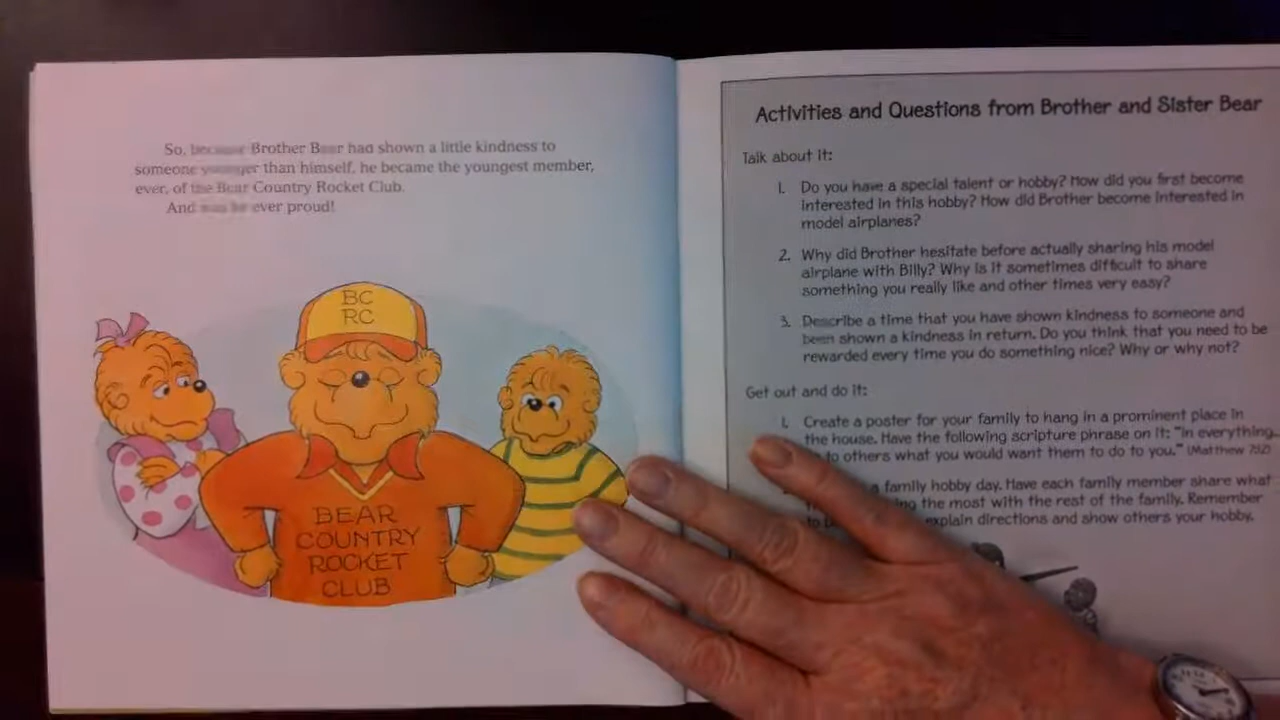 So, because Brother Bear had shown a little kindness to
someone younger than himself, he became the youngest member,
ever, of the Bear Country Rocket Club.
And was he ever proud!
BC
RC
BEAR
COUNTRY
ROCKET
CLUB
Activities and Questions from Brother and Sister Bear
Talk about it:
1. Do you have a special talent or hobby? How did you first become
interested in this hobby? How did Brother become interested in
model airplanes?
2. Why did Brother hesitate before actually sharing his model
airplane with Billy? Why is it sometimes difficult to share
something you really like and other times very easy?
3. Describe a time that you have shown kindness to someone and
been shown a kindness in return. Do you think that you need to be
rewarded every time you do something nice? Why or why not?
Get out and do it:
1. Create a poster for your family to hang in a prominent place in
the house. Have the following scripture phrase on it: "In everything,
to others what you would want them to do to you." (Matthew 7:12)
a family hobby day. Have each family member share what
the most with the rest of the family. Remember
explain directions and show others your hobby.